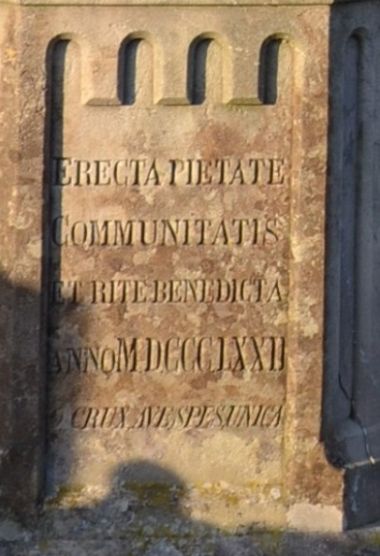 ERECTA PIETATE
COMMUNITATIS
ET RITE BENEDICTA
ANNO MDCCCLXXII
O CRUX, AVE, SPES, UNICA